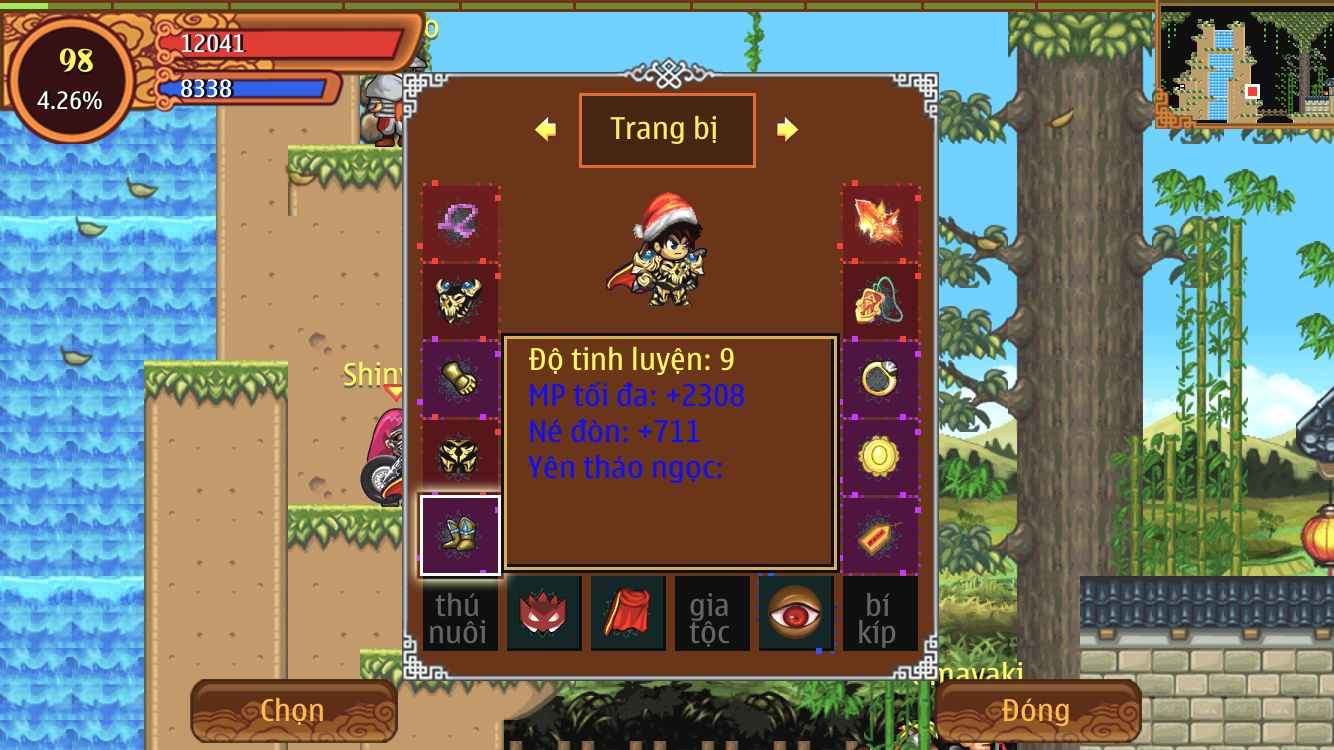 98
4.26%
12041
8338
Trang bị
Shiny
Độ tinh luyện: 9
MP tối đa: +2308
Né đòn: +711
Yên tháo ngọc:
thú
nuôi
gia
tộc
bí
kíp
Chọn
Đóng